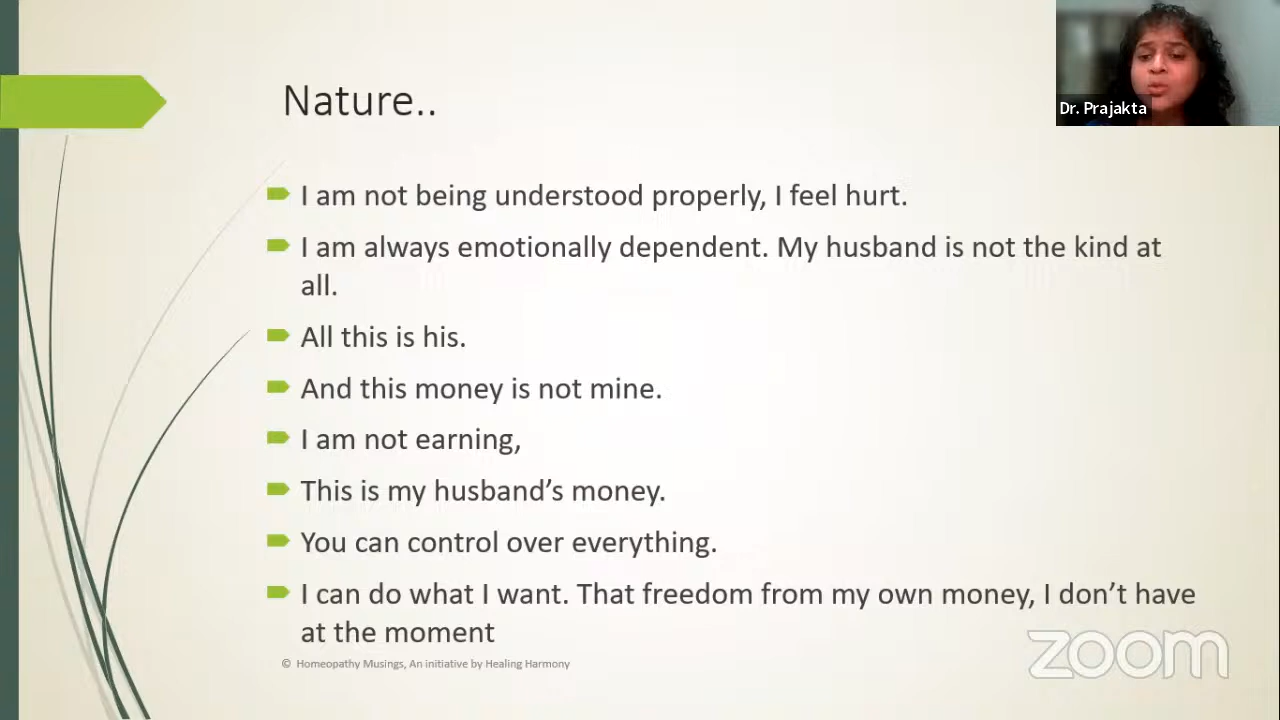 Nature..
Dr. Prajakta
I am not being understood properly, I feel hurt.
I am always emotionally dependent. My husband is not the kind at
all.
All this is his.
And this money is not mine.
I am not earning,
This is my husband’s money.
You can control over everything.
I can do what I want. That freedom from my own money, I don’t have
at the moment
© Homeopathy Musings, An initiative by Healing Harmony
zoom